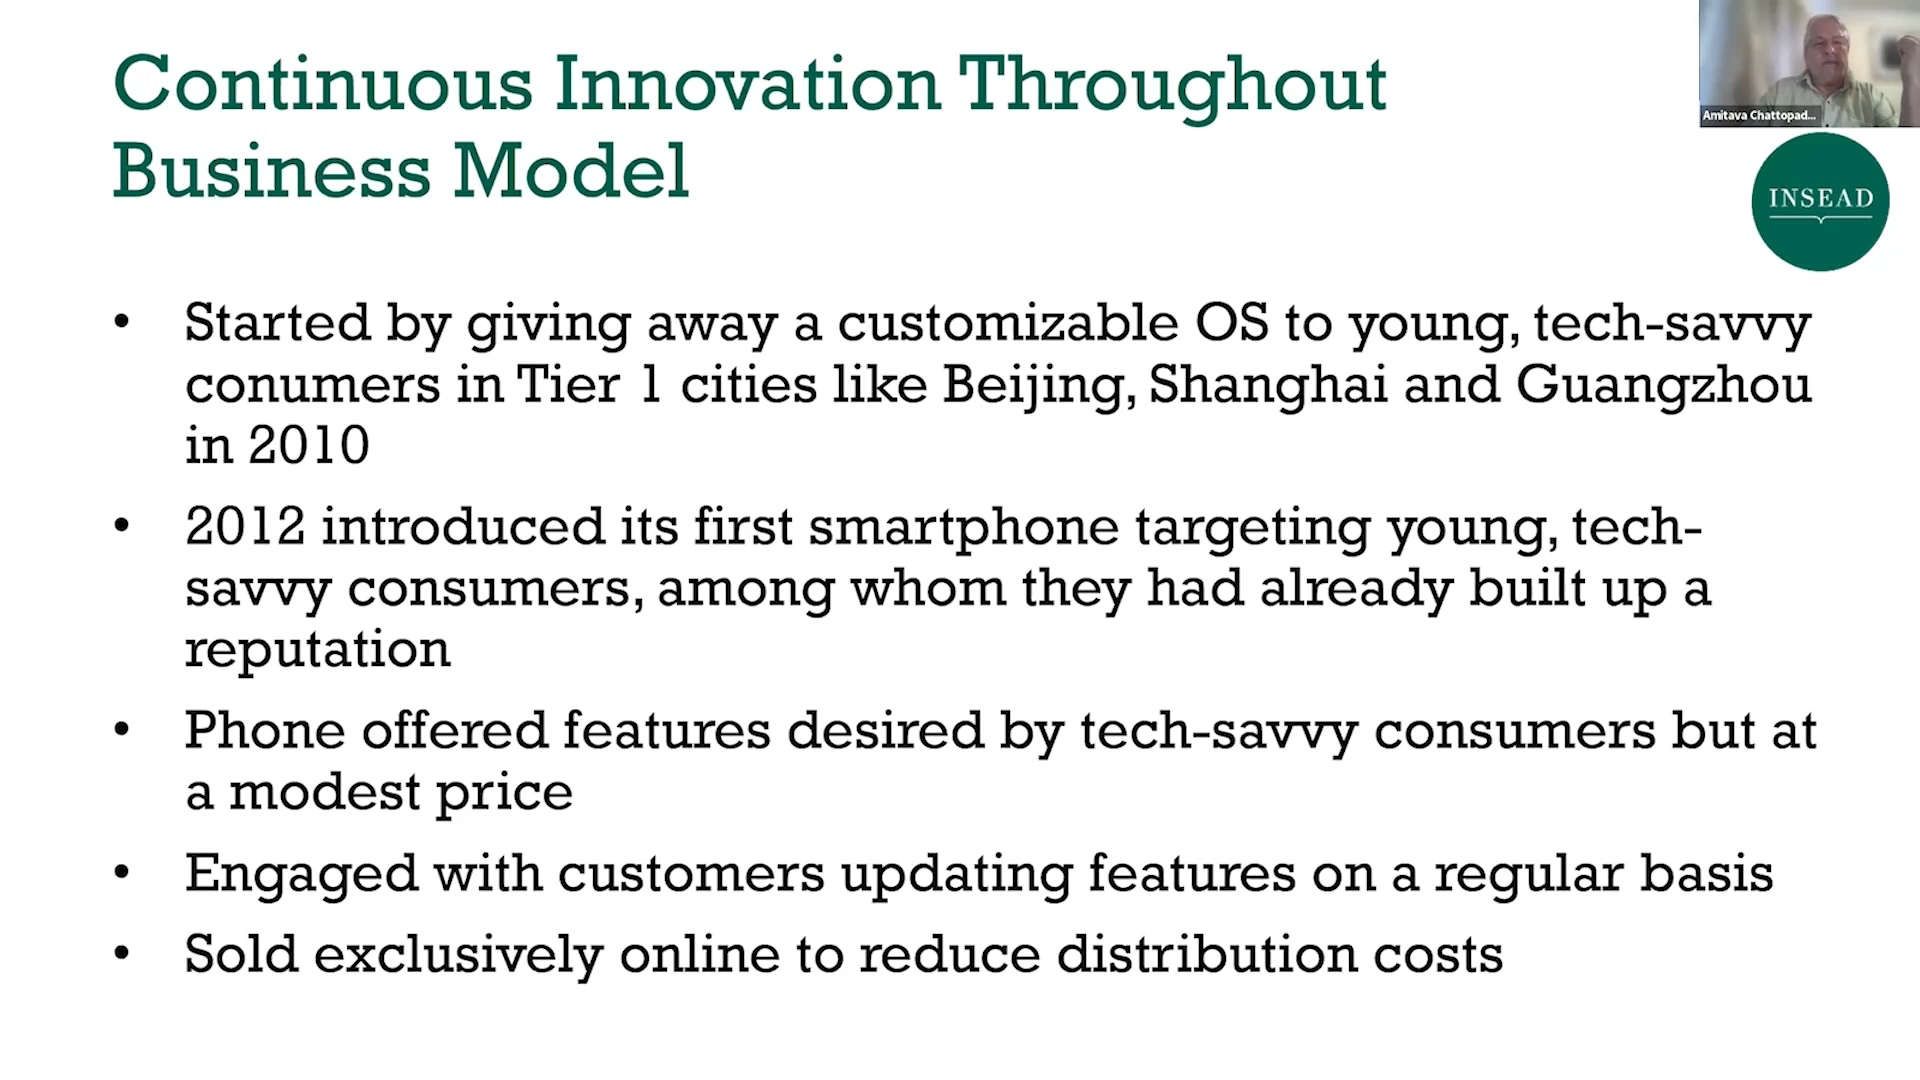 Continuous Innovation Throughout
Business Model
Amitava Chattopad...
INSEAD
• Started by giving away a customizable OS to young, tech-savvy
conumers in Tier 1 cities like Beijing, Shanghai and Guangzhou
in 2010
• 2012 introduced its first smartphone targeting young, tech-
savvy consumers, among whom they had already built up a
reputation
• Phone offered features desired by tech-savvy consumers but at
a modest price
• Engaged with customers updating features on a regular basis
• Sold exclusively online to reduce distribution costs